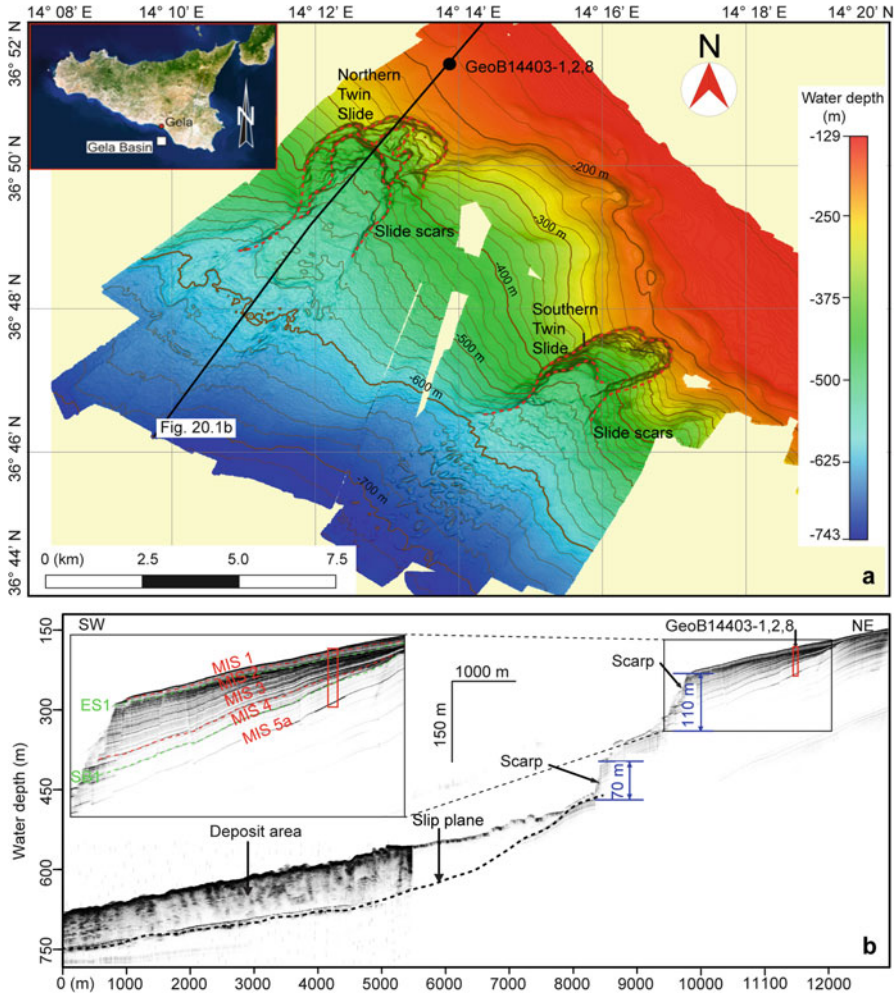 14° 08' E
14° 10' E
14° 12' E
14° 14' E
14° 16' E
14° 18' E
14° 20' E
36° 52' N
36° 50' N
36° 48' N
36° 46' N
36° 44' N
N
Gela
Gela Basin
Northern
Twin
Slide
GeoB14403-1,2,8
N
Water depth
(m)
-129
-250
-375
-500
-625
-743
-200
-300 m
-400 m
-500 m
-600 m
-700 m
Slide scars
Southern
Twin
Slide
Slide scars
Fig. 20.1b
0 (km)
2.5
5.0
7.5
a
SW
NE
GeoB14403-1,2,8
150
300
450
600
750
Water depth (m)
MIS 1
MIS 2
MIS 3
MIS 4
MIS 5a
ES1
1000 m
150 m
Scarp
110 m
Scarp
70 m
Deposit area
Slip plane
b
0 (m)
1000
2000
3000
4000
5000
6000
7000
8000
9000
10000
11100
12000